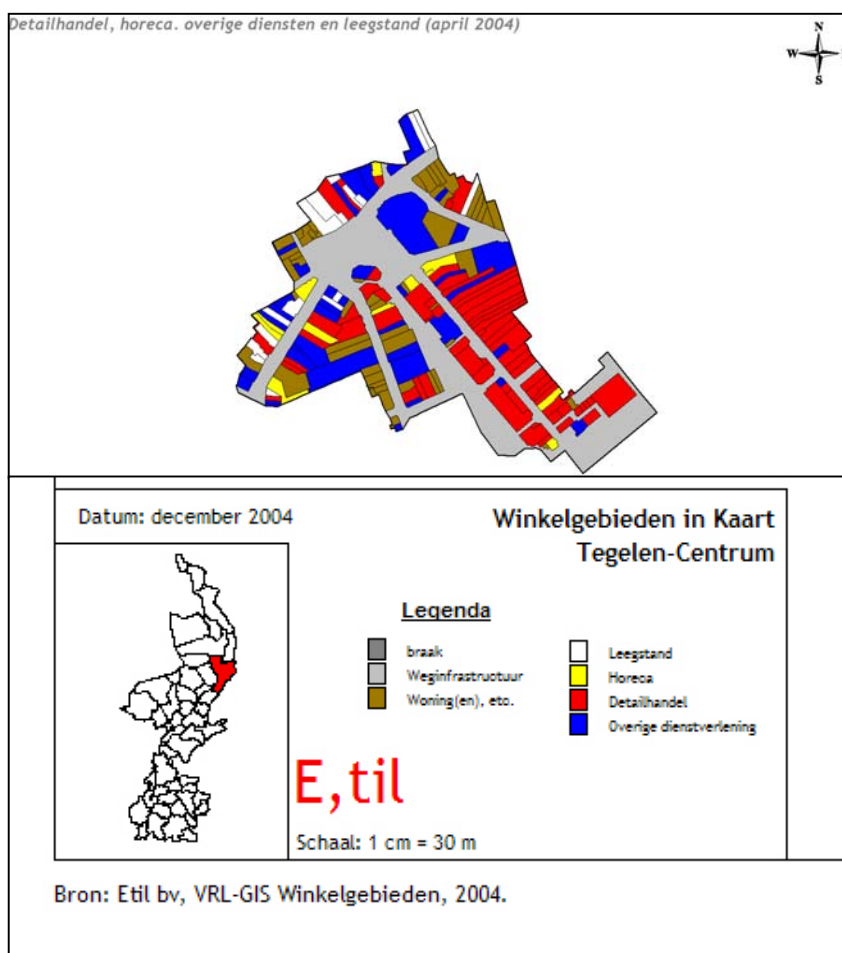 Detailhandel, horeca. overige diensten en leegstand (april 2004)
N
W
S
Datum: december 2004
Winkelgebieden in Kaart
Tegelen-Centrum
Legenda
braak
Weginfrastructuur
Woning(en), etc.
Leegstand
Horeca
Detailhandel
Overige dienstverlening
E,til
Schaal: 1 cm = 30 m
Bron: Etil bv, VRL-GIS Winkelgebieden, 2004.